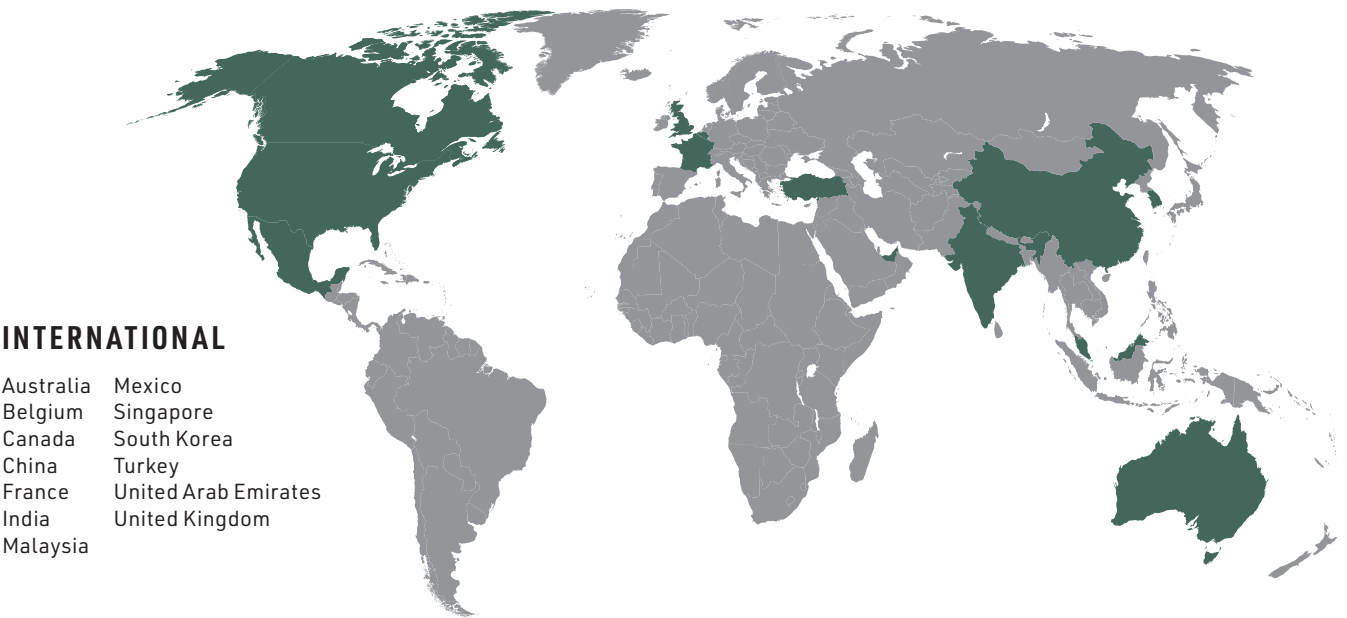 INTERNATIONAL
Australia
Belgium
Canada
China
France
India
Malaysia
Mexico
Singapore
South Korea
Turkey
United Arab Emirates
United Kingdom